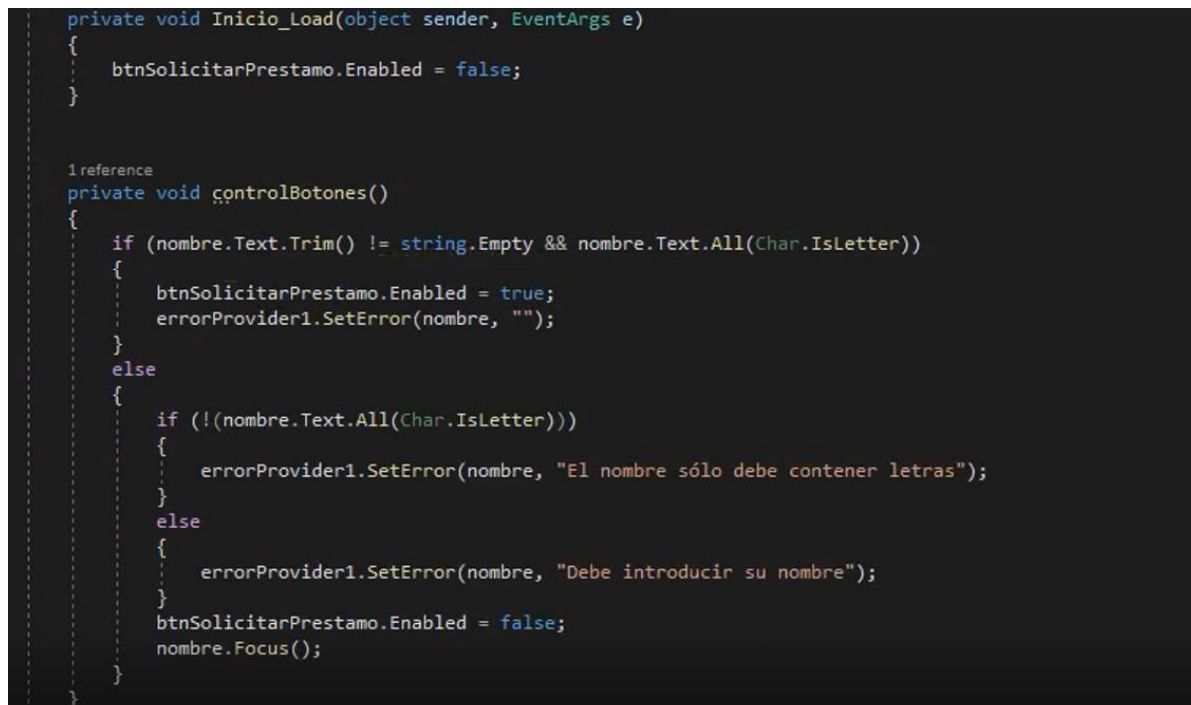 private void Inicio_Load(object sender, EventArgs e)
{
btnSolicitarPrestamo.Enabled = false;
}
1 reference
private void controlBotones()
{
if (nombre.Text.Trim() != string.Empty && nombre.Text.All(Char.IsLetter))
{
btnSolicitarPrestamo.Enabled = true;
errorProvider1.SetError(nombre, "");
}
else
{
if (!(nombre.Text.All(Char.IsLetter)))
{
errorProvider1.SetError(nombre, "El nombre sólo debe contener letras");
}
else
{
errorProvider1.SetError(nombre, "Debe introducir su nombre");
}
btnSolicitarPrestamo.Enabled = false;
nombre.Focus();
}
}